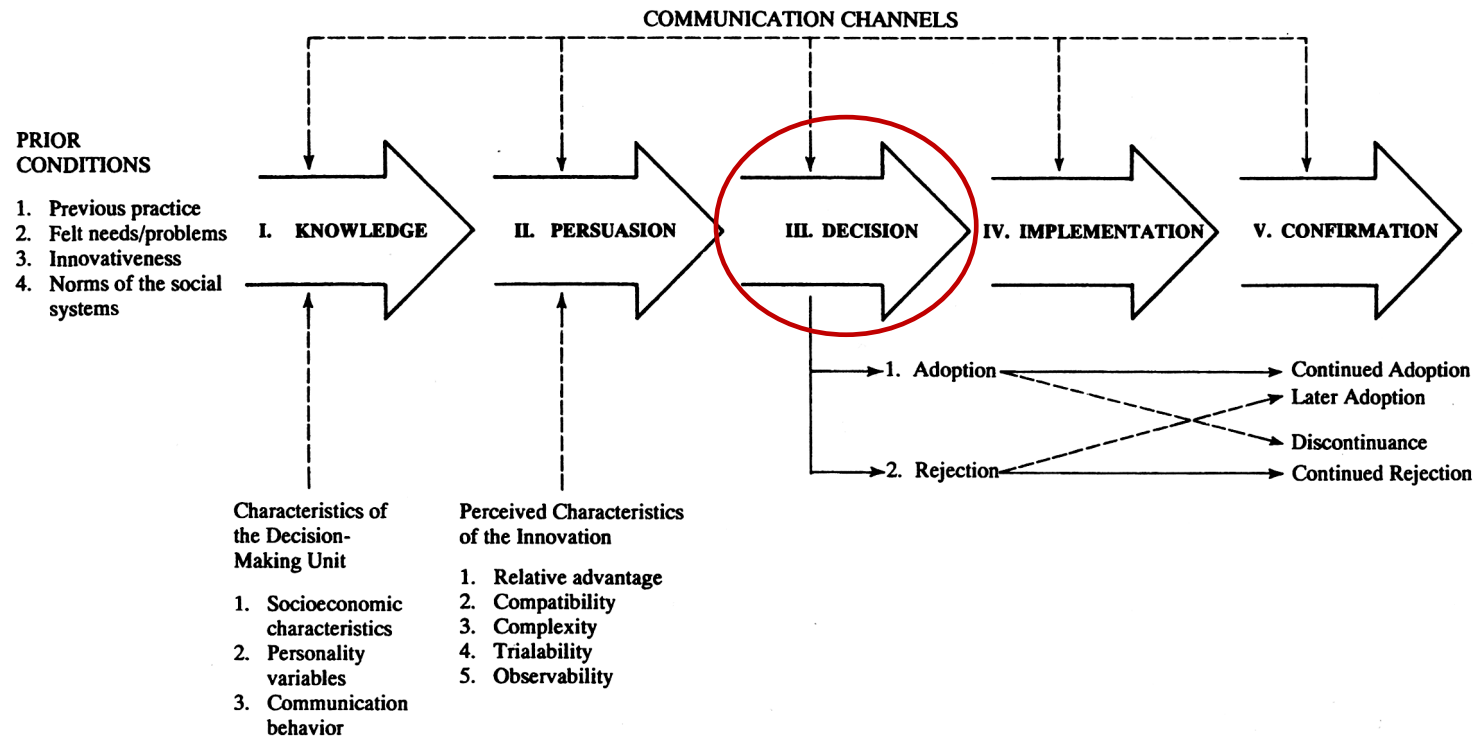 COMMUNICATION CHANNELS
PRIOR
CONDITIONS
1. Previous practice
2. Felt needs/problems
3. Innovativeness
4. Norms of the social
systems
I. KNOWLEDGE
II. PERSUASION
III. DECISION
IV. IMPLEMENTATION
V. CONFIRMATION
1. Adoption
2. Rejection
Continued Adoption
Later Adoption
Discontinuance
Continued Rejection
Characteristics of
the Decision-
Making Unit
1. Socioeconomic
characteristics
2. Personality
variables
3. Communication
behavior
Perceived Characteristics
of the Innovation
1. Relative advantage
2. Compatibility
3. Complexity
4. Trialability
5. Observability